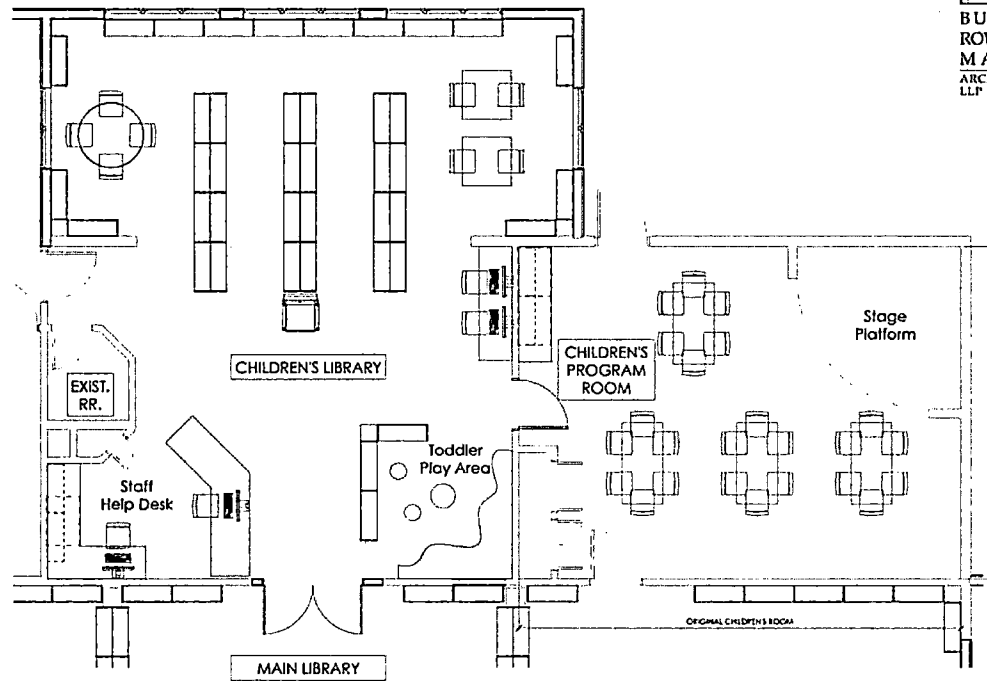 BU
ROW
MA
ARC
LLP
Stage
Platform
CHILDREN'S LIBRARY
CHILDREN'S
PROGRAM
ROOM
EXIST.
RR.
Toddler
Play Area
Staff
Help Desk
ORIGINAL CHILDREN'S ROOM
MAIN LIBRARY